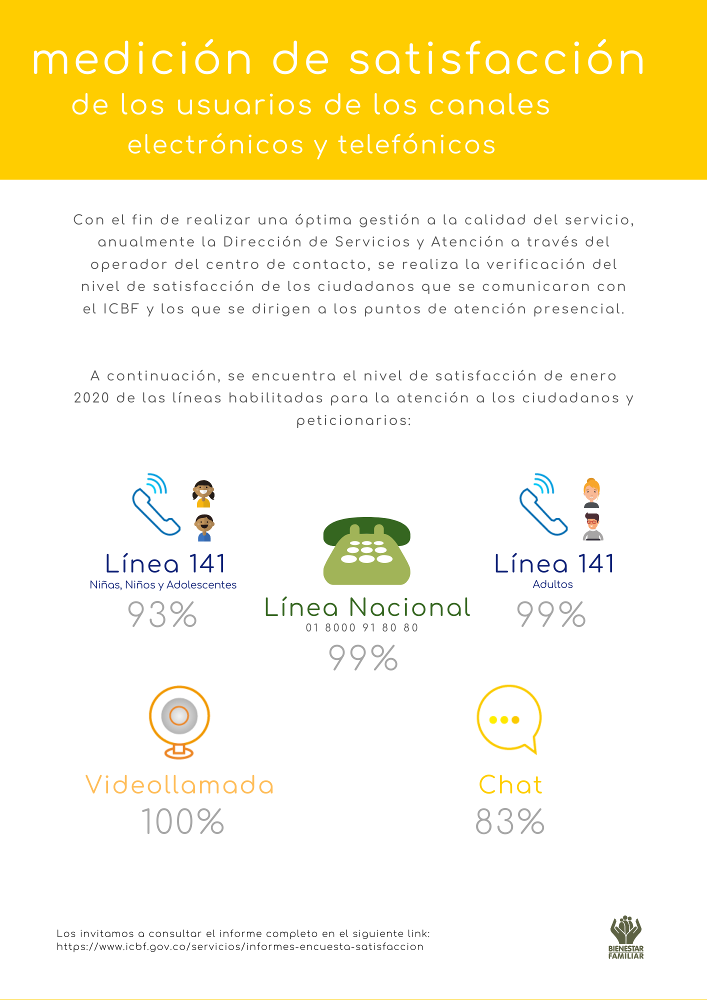 medición de satisfacción
de los usuarios de los canales
electrónicos y telefónicos
Con el fin de realizar una óptima gestión a la calidad del servicio,
anualmente la Dirección de Servicios y Atención a través del
operador del centro de contacto, se realiza la verificación del
nivel de satisfacción de los ciudadanos que se comunicaron con
el ICBF y los que se dirigen a los puntos de atención presencial.
A continuación, se encuentra el nivel de satisfacción de enero
2020 de las líneas habilitadas para la atención a los ciudadanos y
peticionarios:
Línea 141
Niñas, Niños y Adolescentes
93%
Línea Nacional
01 8000 91 80 80
99%
Línea 141
Adultos
99%
Videollamada
100%
Chat
83%
Los invitamos a consultar el informe completo en el siguiente link:
https://www.icbf.gov.co/servicios/informes-encuesta-satisfaccion
BIENESTAR
FAMILIAR